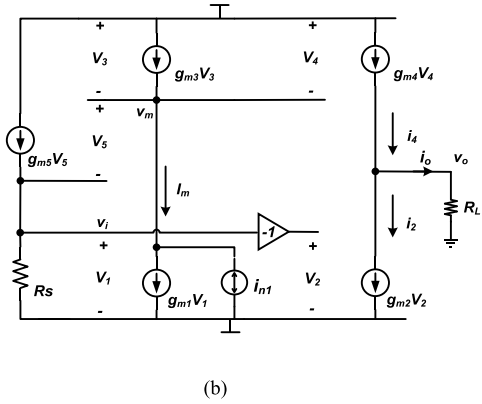 + + 
V3 gm3V3 V4 gm4V4
- -
+ vm
V5 i4
gm5V5 io vo
- Im
RL
vi -1 i2
+ +
V1 gm1V1 in1 V2 gm2V2
Rs
- -
(b)